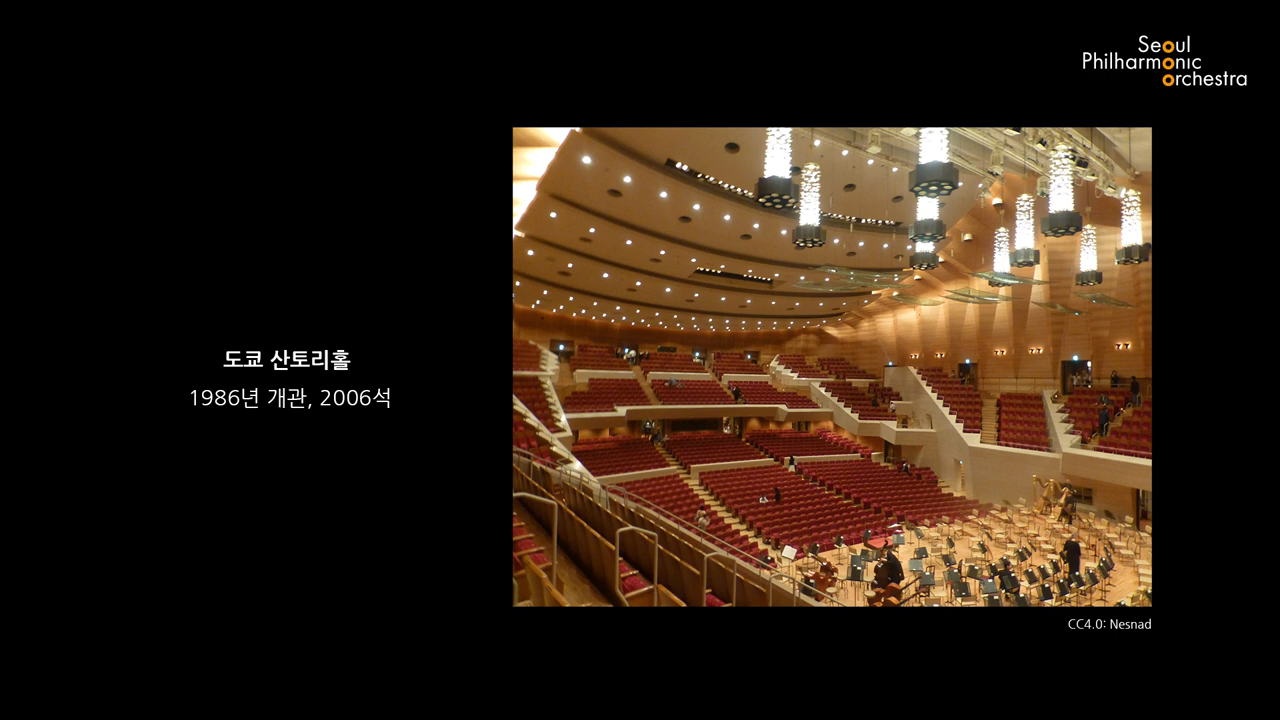 Seoul
Philharmonic
orchestra
도쿄 산토리홀
1986년 개관, 2006석
CC4.0: Nesnad